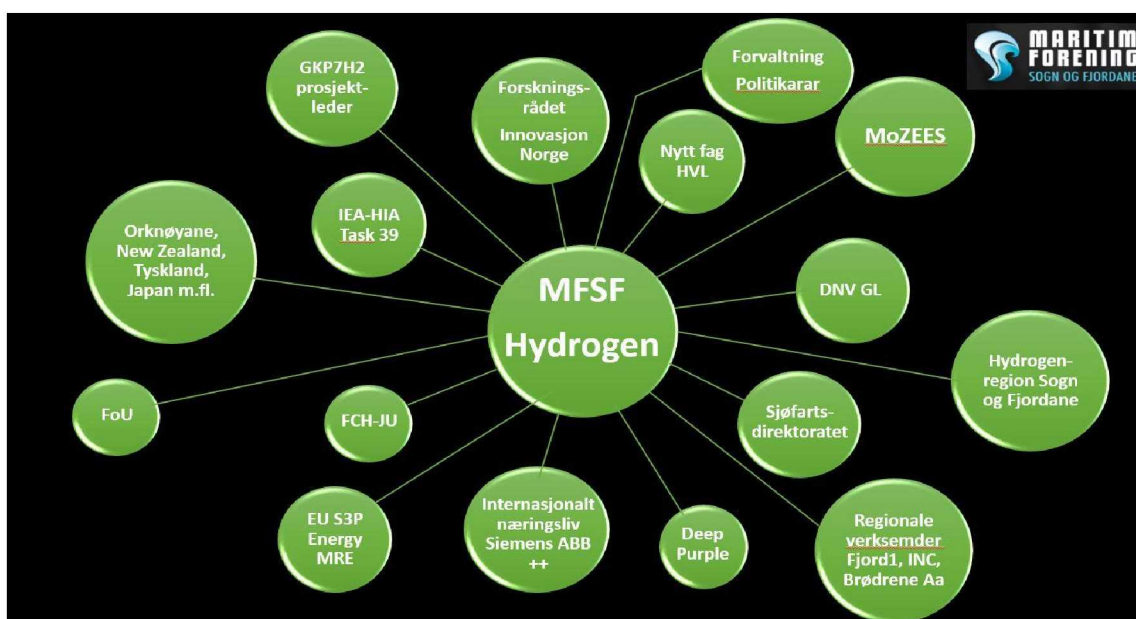 MARITIM
FORENING
SOGN OG FJORDANE
GKP7H2
prosjekt-
leder
Forsknings-
rådet
Innovasjon
Norge
Forvaltning
Politikarar
Nytt fag
HVL
MoZEES
IEA-HIA
Task 39
Orknøyane,
New Zealand,
Tyskland,
Japan m.fl.
MFSF
Hydrogen
DNV GL
Hydrogen-
region Sogn
og Fjordane
FoU
FCH-JU
Sjøfarts-
direktoratet
EU S3P
Energy
MRE
Internasjonalt
næringsliv
Siemens ABB
++
Deep
Purple
Regionale
verksemder
Fjord1, INC,
Brødrene Aa